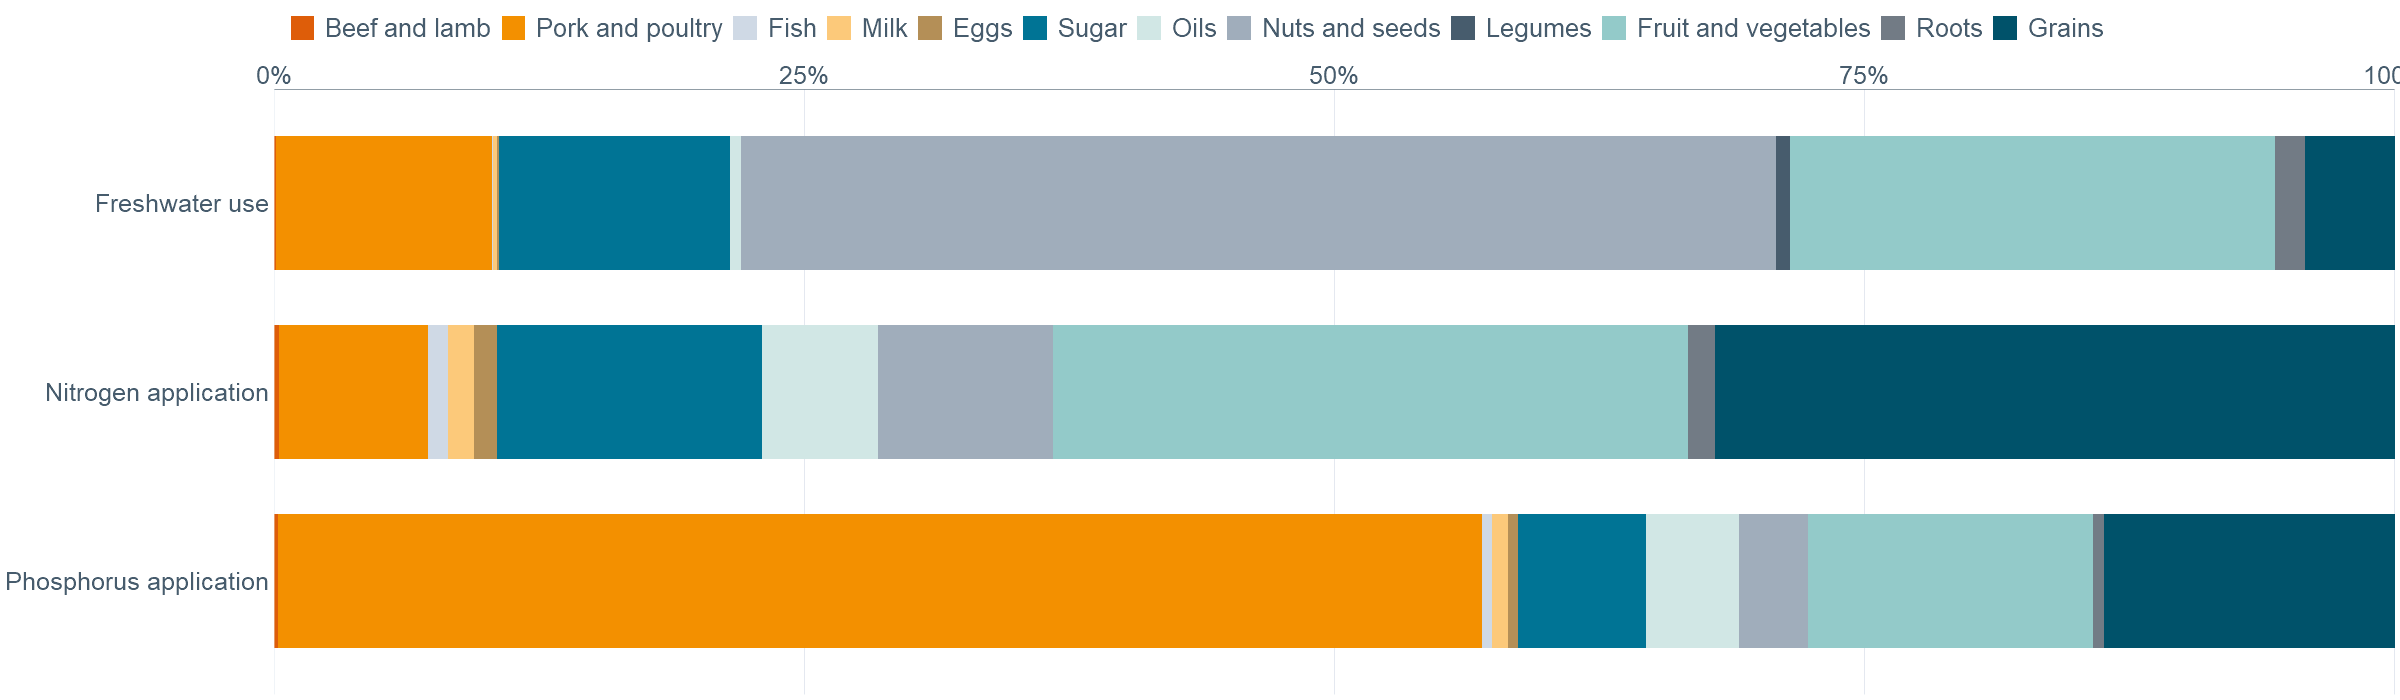 Beef and lamb Pork and poultry Fish Milk Eggs Sugar Oils Nuts and seeds Legumes Fruit and vegetables Roots Grains
0% 25% 50% 75% 100
Freshwater use
Nitrogen application
Phosphorus application